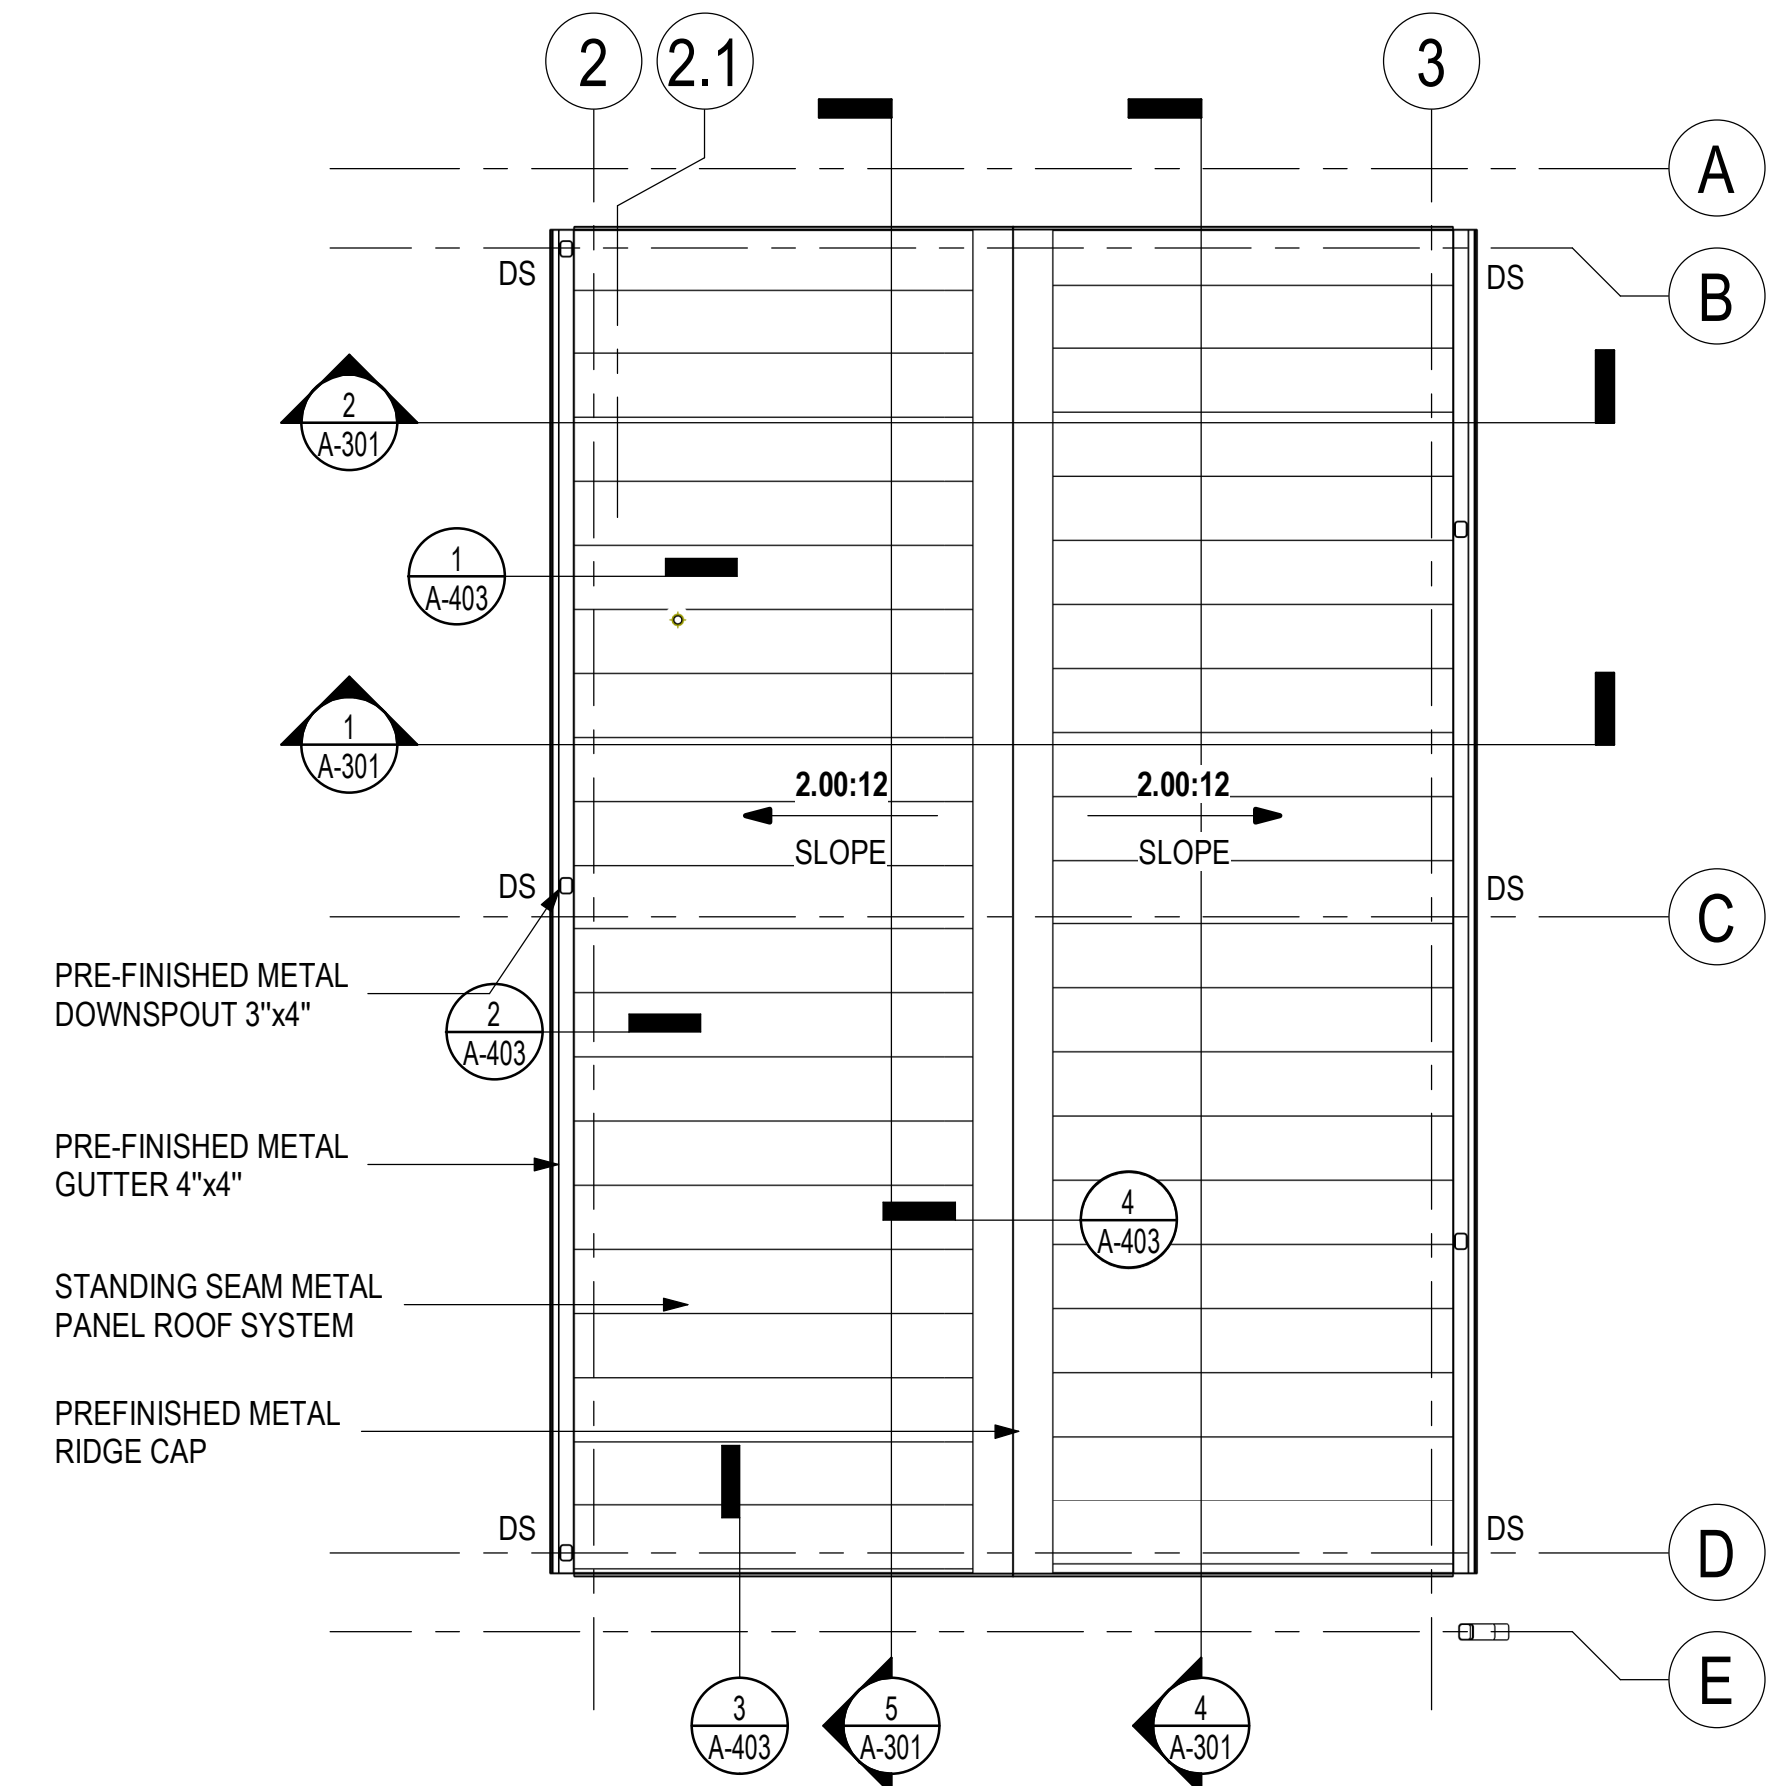 2
2.1
3
A
B
DS
DS
2
A-301
1
A-403
1
A-301
2.00:12
2.00:12
SLOPE
SLOPE
DS
DS
C
PRE-FINISHED METAL
DOWNSPOUT 3"x4"
2
A-403
PRE-FINISHED METAL
GUTTER 4"x4"
4
A-403
STANDING SEAM METAL
PANEL ROOF SYSTEM
PREFINISHED METAL
RIDGE CAP
DS
DS
D
E
3
A-403
5
A-301
4
A-301